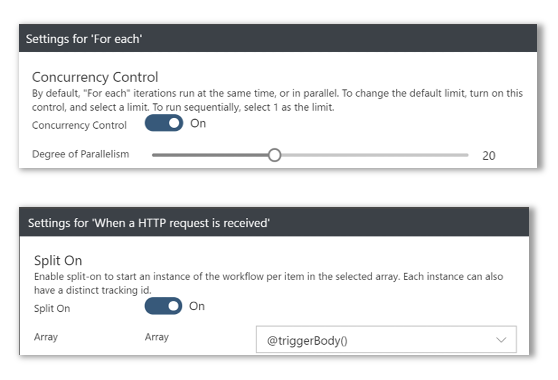 Settings for 'For each'
Concurrency Control
By default, "For each" iterations run at the same time, or in parallel. To change the default limit, turn on this
control, and select a limit. To run sequentially, select 1 as the limit.
Concurrency Control On
Degree of Parallelism 20
Settings for 'When a HTTP request is received'
Split On
Enable split-on to start an instance of the workflow per item in the selected array. Each instance can also
have a distinct tracking id.
Split On On
Array Array @triggerBody()